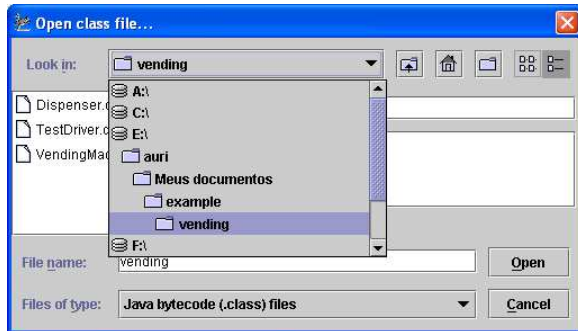 Open class file...
Look in: vending
A:\
C:\
E:\
auri
Meus documentos
example
vending
F:\
Dispenser.
TestDriver.
VendingMa
File name: vending Open
Files of type: Java bytecode (.class) files Cancel